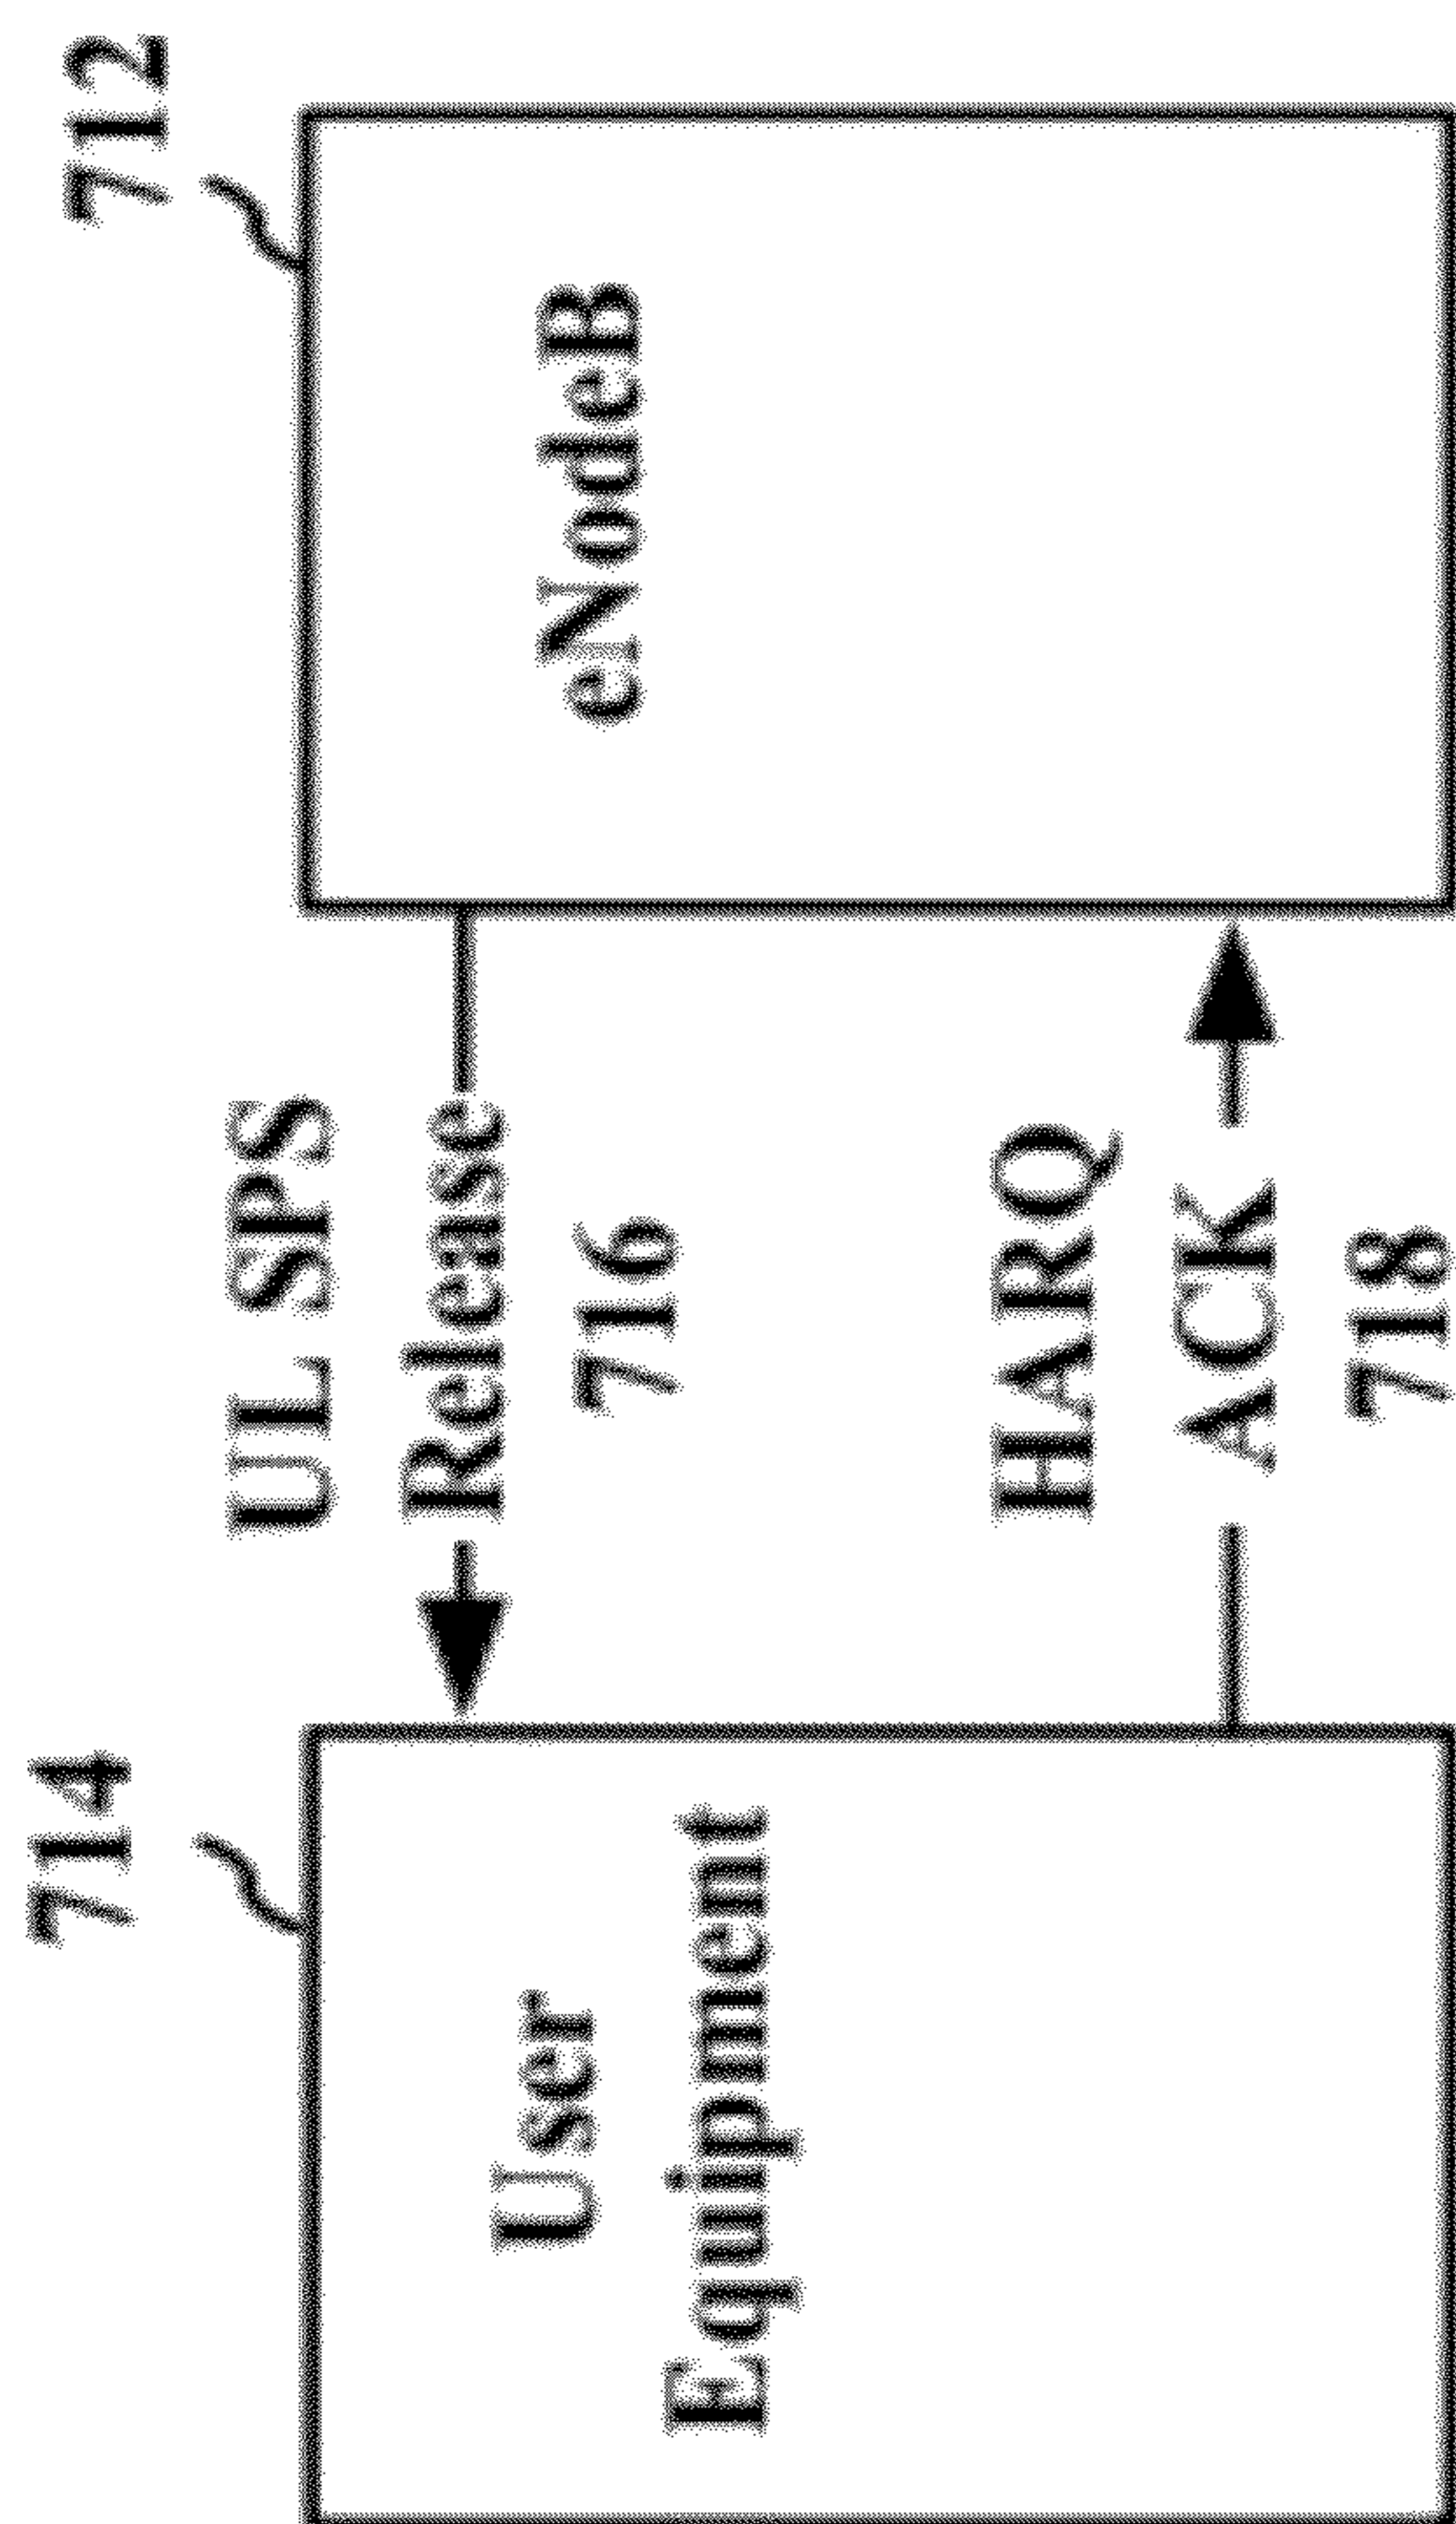 714
712
User
Equipment
UL SPS
Release
716
HARQ
ACK
718
eNodeB